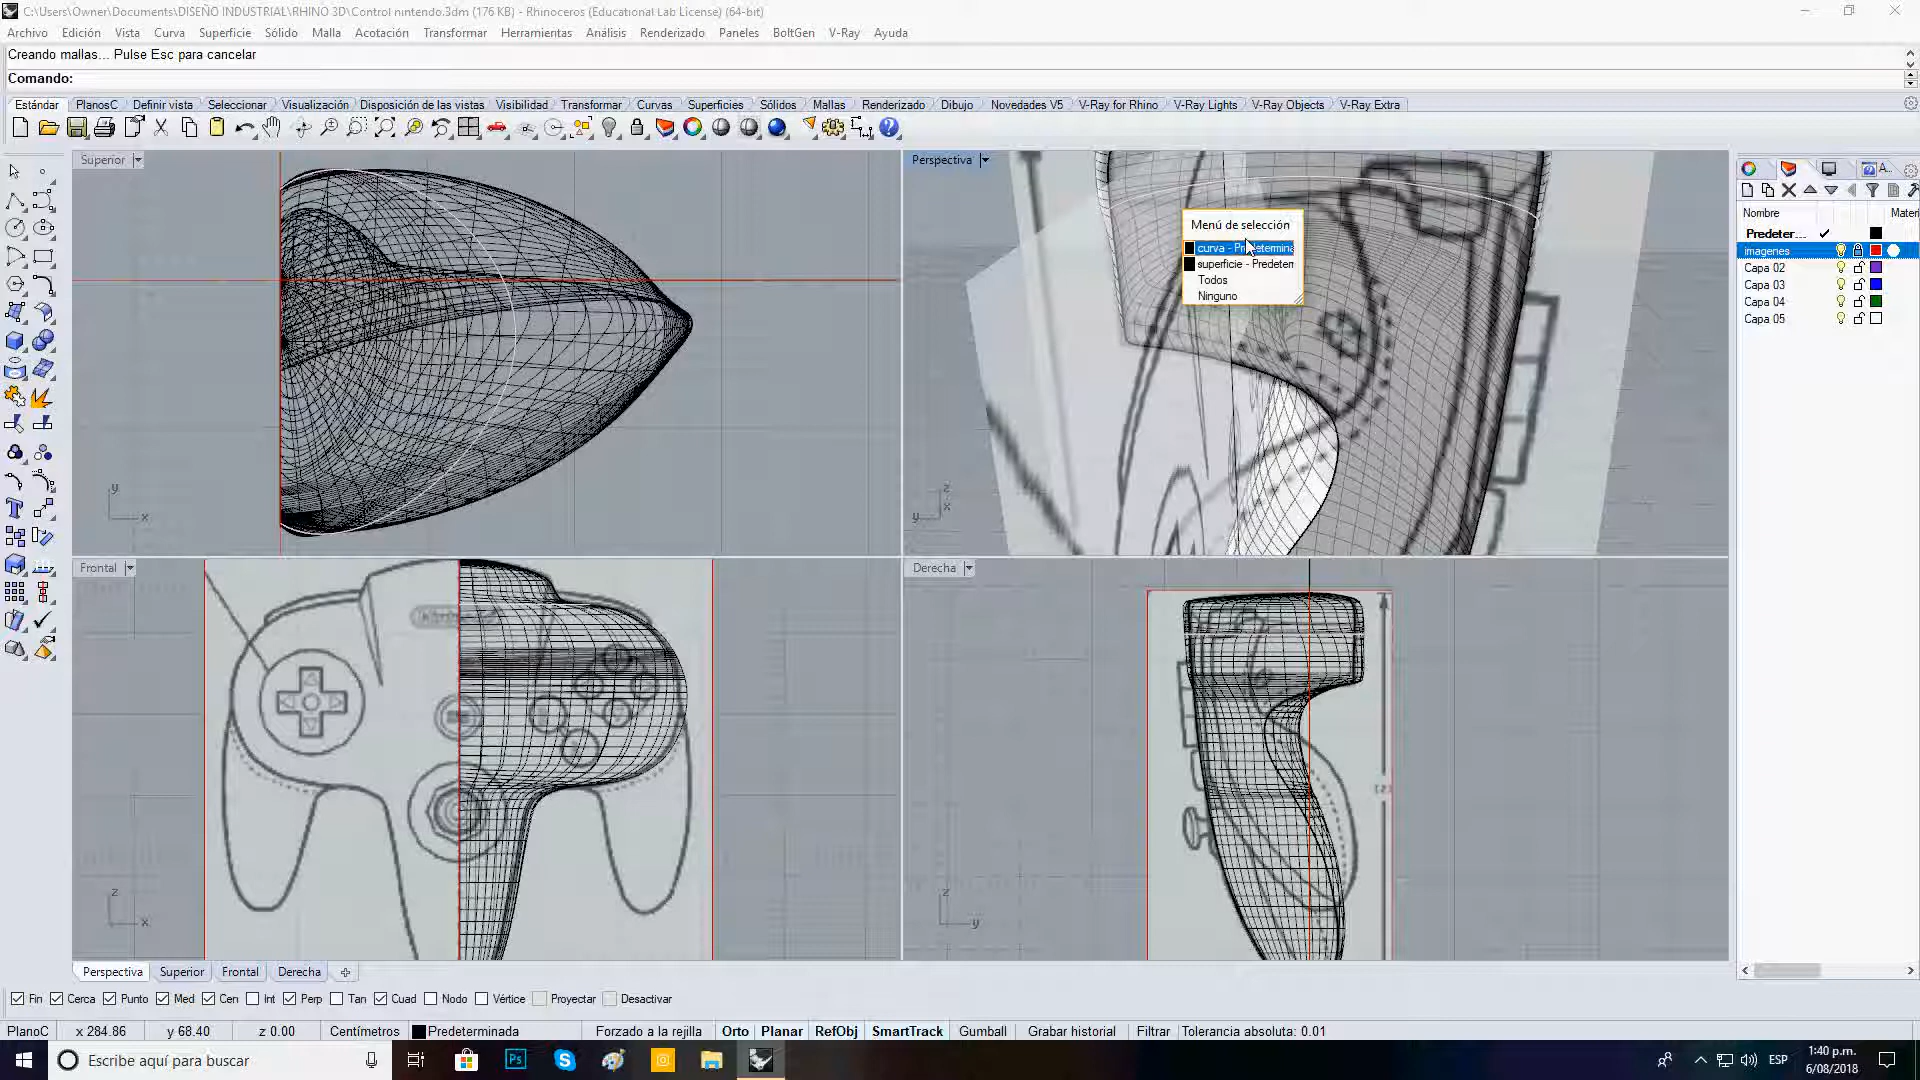 C:\Users\Owner\Documents\DISEÑO INDUSTRIAL\RHINO 3D\Control nintendo.3dm (176 KB) - Rhinoceros (Educational Lab License) (64-bit)
Archivo Edición Vista Curva Superficie Sólido Malla Acotación Transformar Herramientas Análisis Renderizado Paneles BoltGen V-Ray Ayuda
Creando mallas... Pulse Esc para cancelar
Comando:
Estándar PlanosC Definir vista Seleccionar Visualización Disposición de las vistas Visibilidad Transformar Curvas Superficies Sólidos Mallas Renderizado Dibujo Novedades V5 V-Ray for Rhino V-Ray Lights V-Ray Objects V-Ray Extra
Superior
Perspectiva
A...
Nombre Materi
Predeter...
imagenes
Capa 02
Capa 03
Capa 04
Capa 05
Menú de selección
curva - Predetermina
superficie - Predeterm
Todos
Ninguno
y
x
z
x
y
Frontal
Derecha
z
x
z
y
Perspectiva Superior Frontal Derecha
Fin Cerca Punto Med Cen Int Perp Tan Cuad Nodo Vértice Proyectar Desactivar
PlanoC x 284.86 y 68.40 z 0.00 Centímetros Predeterminada Forzado a la rejilla Orto Planar RefObj SmartTrack Gumball Grabar historial Filtrar Tolerancia absoluta: 0.01
Escribe aquí para buscar
Ps
ESP
1:40 p.m.
6/08/2018